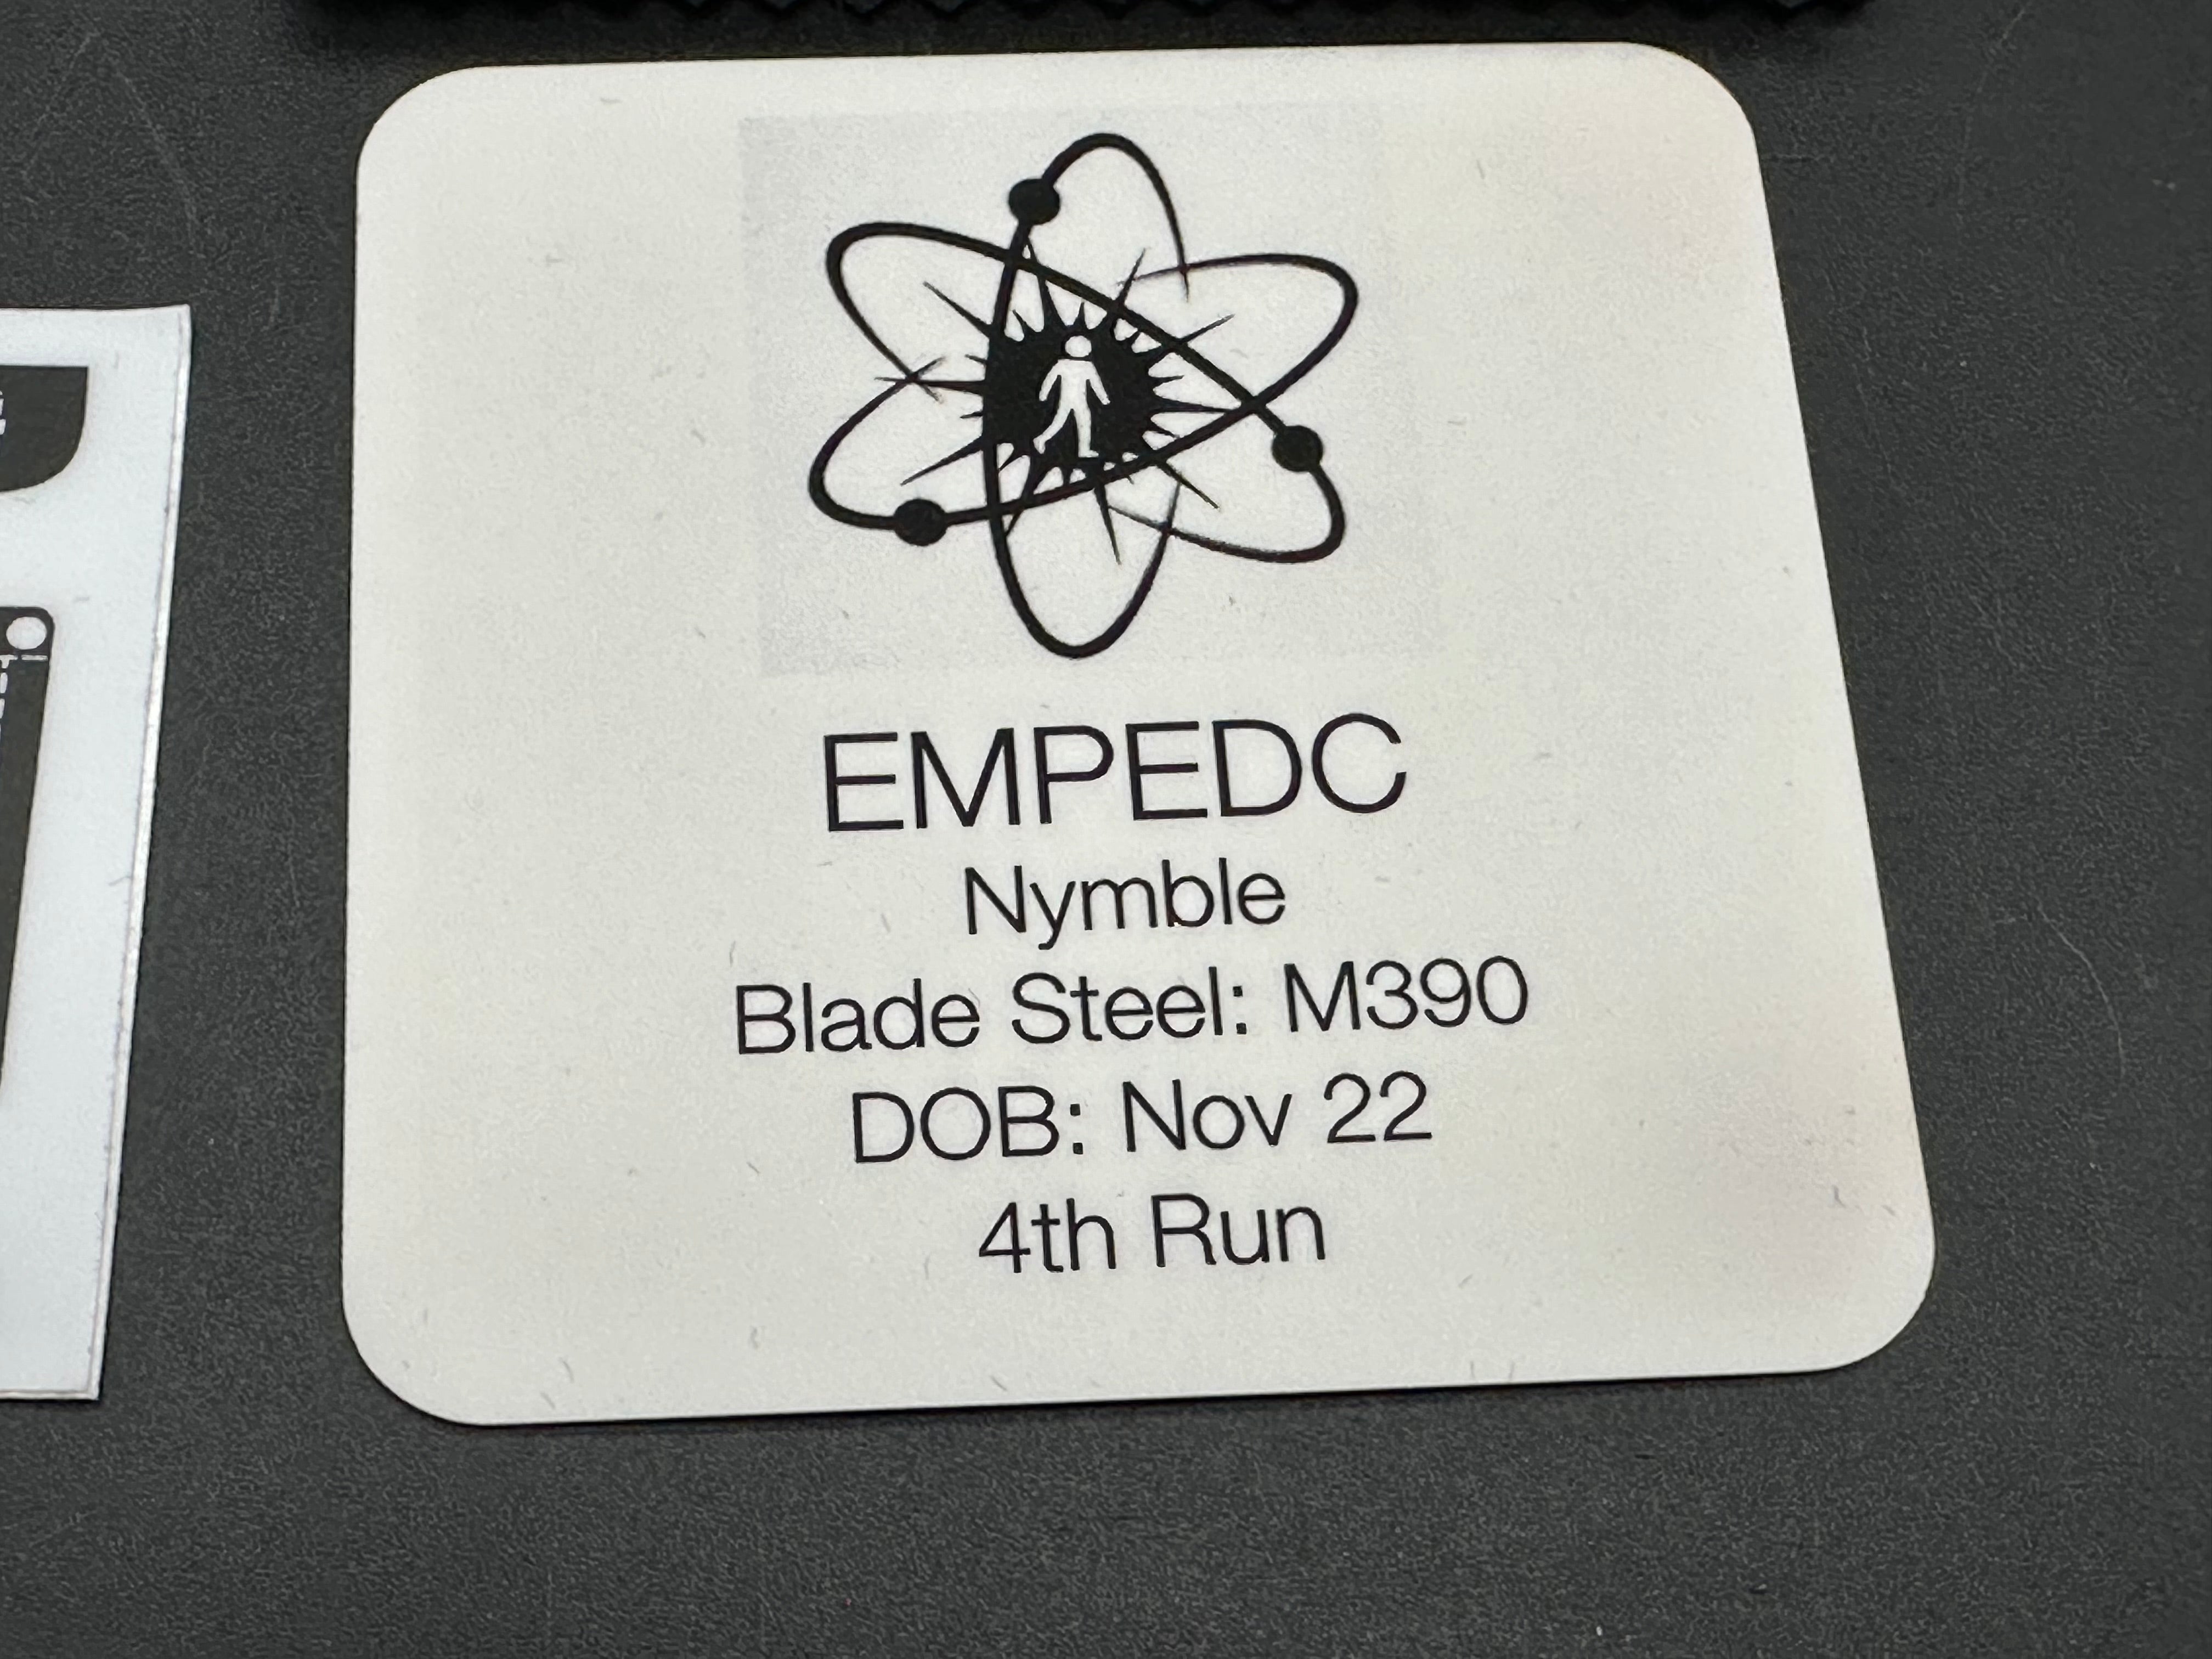 EMPEDC
Nymble
Blade Steel: M390
DOB: Nov 22
4th Run